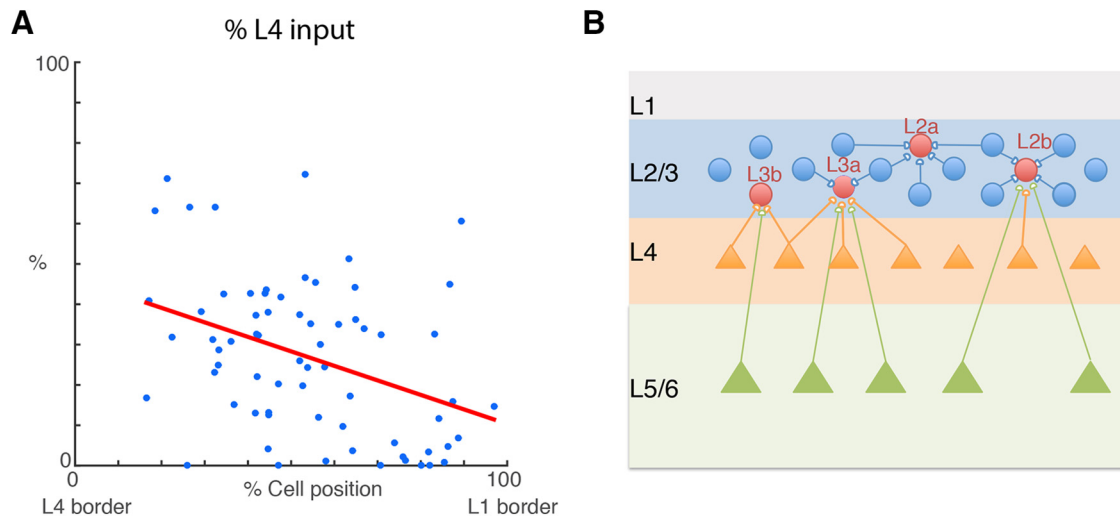 A
% L4 input
100
%
0
0
% Cell position
100
L4 border
L1 border
B
L1
L2/3
L2a
L2b
L3a
L3b
L4
L5/6